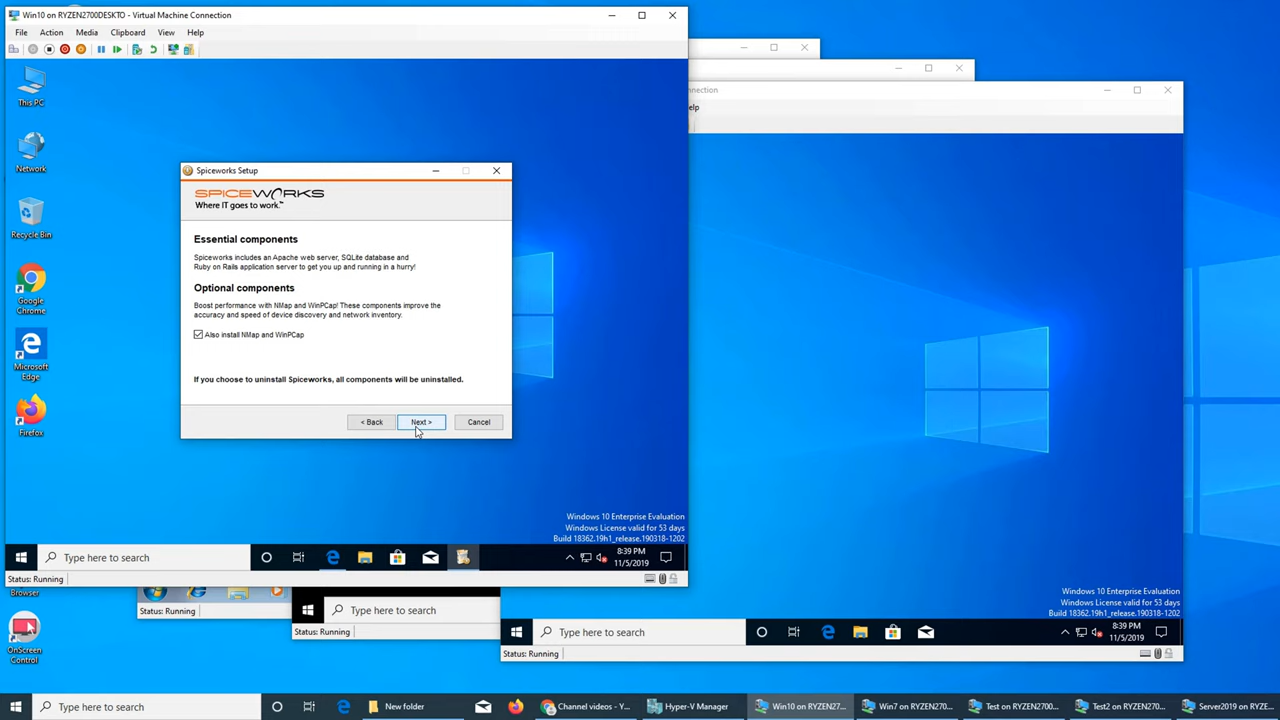 Win10 on RYZEN2700DESKTO - Virtual Machine Connection
File Action Media Clipboard View Help
nnection
elp
This PC
Network
Recycle Bin
Google
Chrome
Microsoft
Edge
Firefox
Spiceworks Setup
SPICEWORKS
Where IT goes to work.™
Essential components
Spiceworks includes an Apache web server, SQLite database and
Ruby on Rails application server to get you up and running in a hurry!
Optional components
Boost performance with NMap and WinPCap! These components improve the
accuracy and speed of device discovery and network inventory.
Also install NMap and WinPCap
If you choose to uninstall Spiceworks, all components will be uninstalled.
< Back Next > Cancel
Windows 10 Enterprise Evaluation
Windows License valid for 53 days
Build 18362.19h1_release.190318-1202
Type here to search
8:39 PM
11/5/2019
Status: Running
Browser
OnScreen
Control
Status: Running
Type here to search
Status: Running
Windows 10 Enterprise Evaluation
Windows License valid for 53 days
Build 18362.19h1_release.190318-1202
Type here to search
8:39 PM
11/5/2019
Status: Running
Type here to search
New folder
Channel videos - Y...
Hyper-V Manager
Win10 on RYZEN27...
Win7 on RYZEN270...
Test on RYZEN2700...
Test2 on RYZEN270...
Server2019 on RYZE...